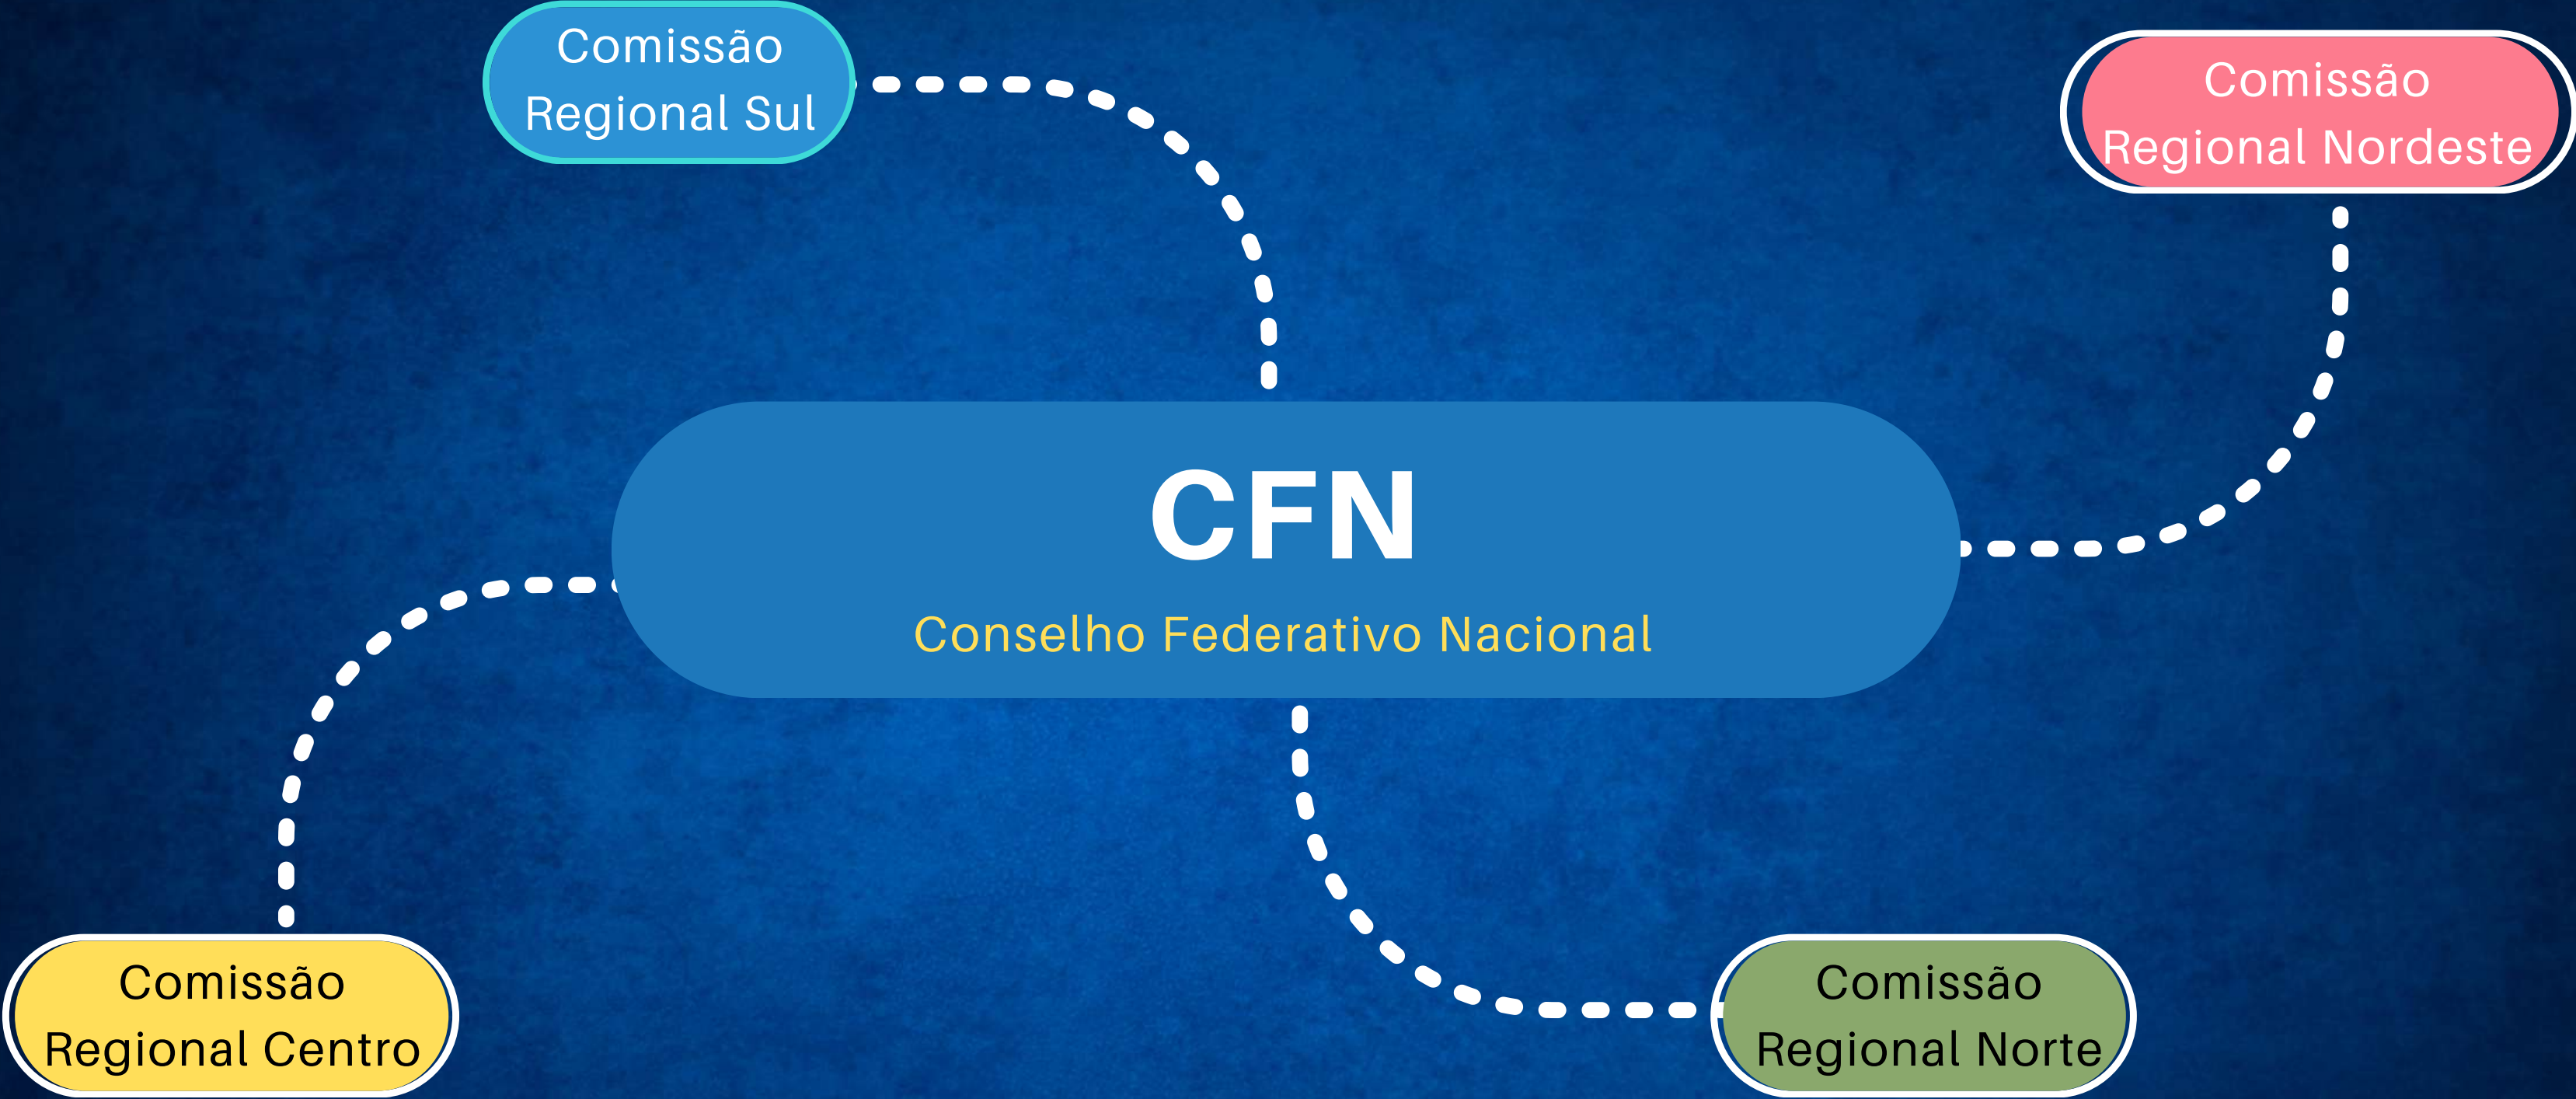 Comissão
Regional Sul
Comissão
Regional Nordeste
CFN
Conselho Federativo Nacional
Comissão
Regional Centro
Comissão
Regional Norte